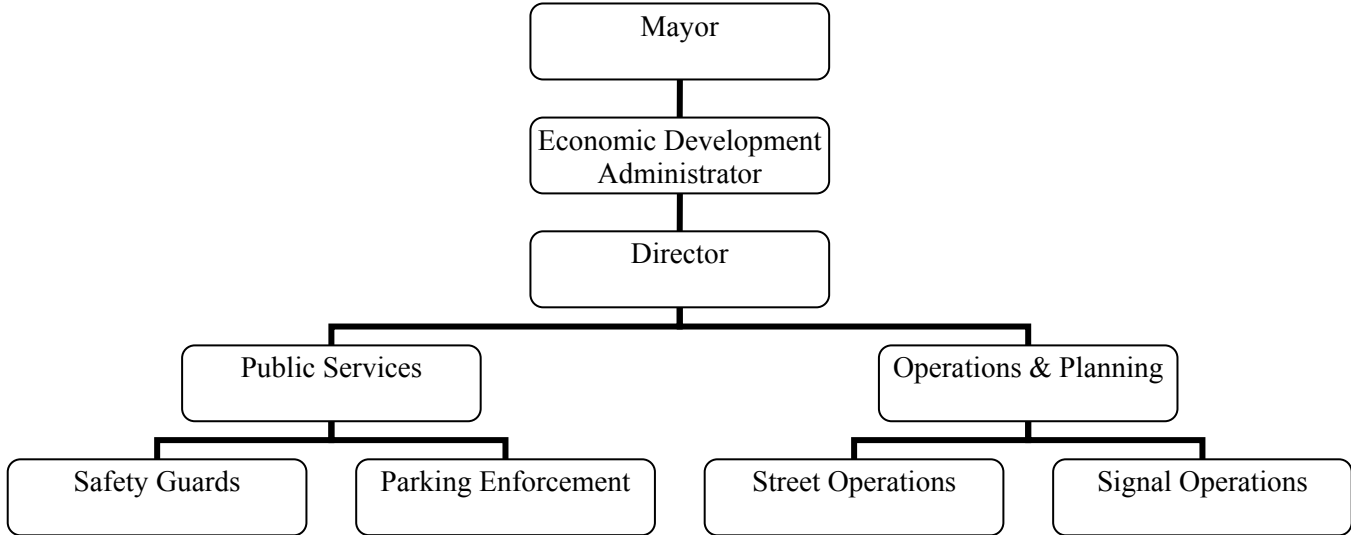 Mayor
Economic Development
Administrator
Director
Public Services
Operations & Planning
Safety Guards
Parking Enforcement
Street Operations
Signal Operations